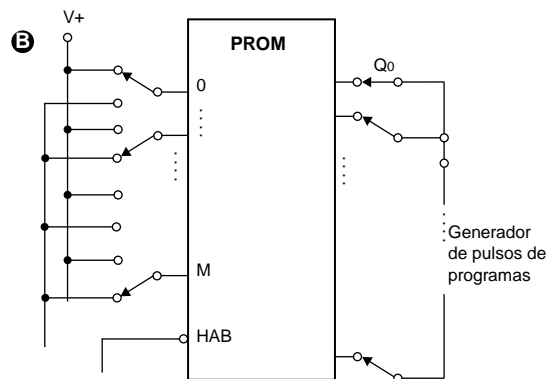 V+
B
PROM
Q0
0
M
HAB
Generador
de pulsos de
programas